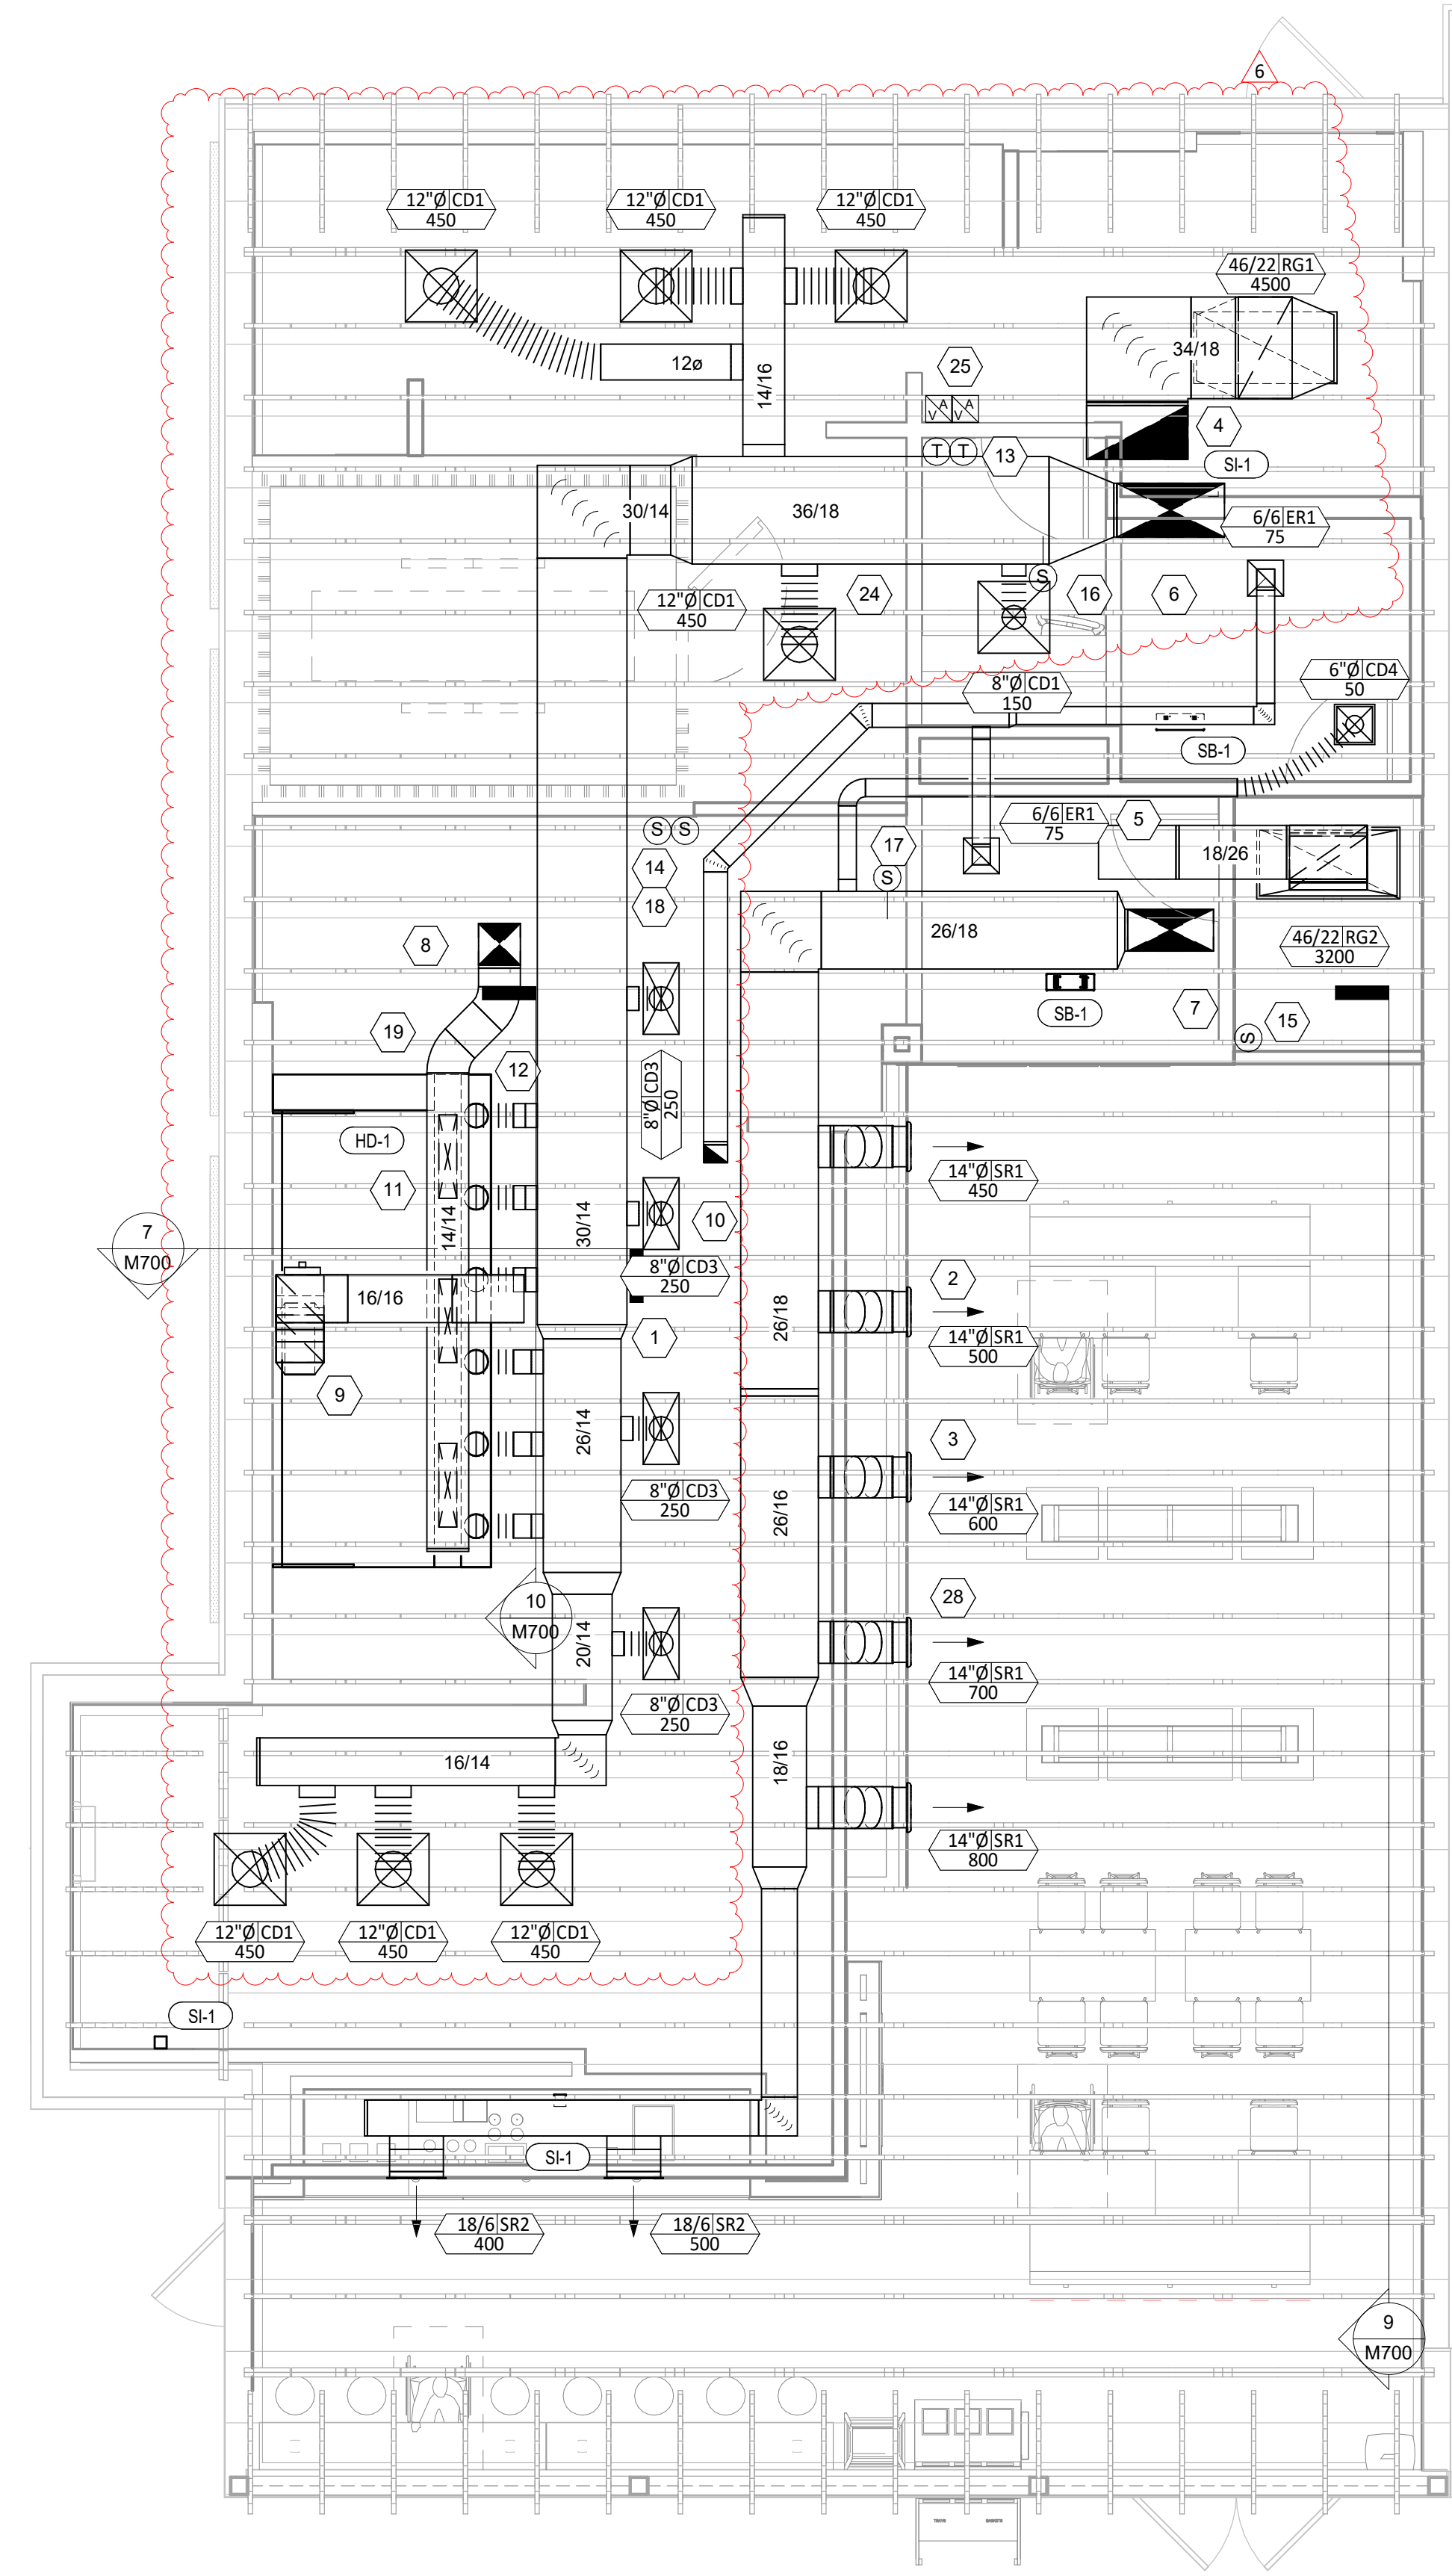 6
12"Ø CD1
450
12"Ø CD1
450
12"Ø CD1
450
46/22 RG1
4500
34/18
12ø
14/16
25
V A V A
4
T T
13
SI-1
30/14
36/18
6/6 ER1
75
S
12"Ø CD1
450
24
16
6
8"Ø CD1
150
6"Ø CD4
50
SB-1
S S
6/6 ER1
75
5
17
18/26
14
S
18
8
26/18
46/22 RG2
3200
19
SB-1
7
15
S
12
8"Ø CD3
250
HD-1
11
14"Ø SR1
450
14/14
30/14
10
7
M700
8"Ø CD3
250
2
16/16
26/18
1
14"Ø SR1
500
9
26/14
3
8"Ø CD3
250
26/16
14"Ø SR1
600
10
M700
28
20/14
14"Ø SR1
700
8"Ø CD3
250
16/14
18/16
14"Ø SR1
800
12"Ø CD1
450
12"Ø CD1
450
12"Ø CD1
450
SI-1
SI-1
18/6 SR2
400
18/6 SR2
500
9
M700